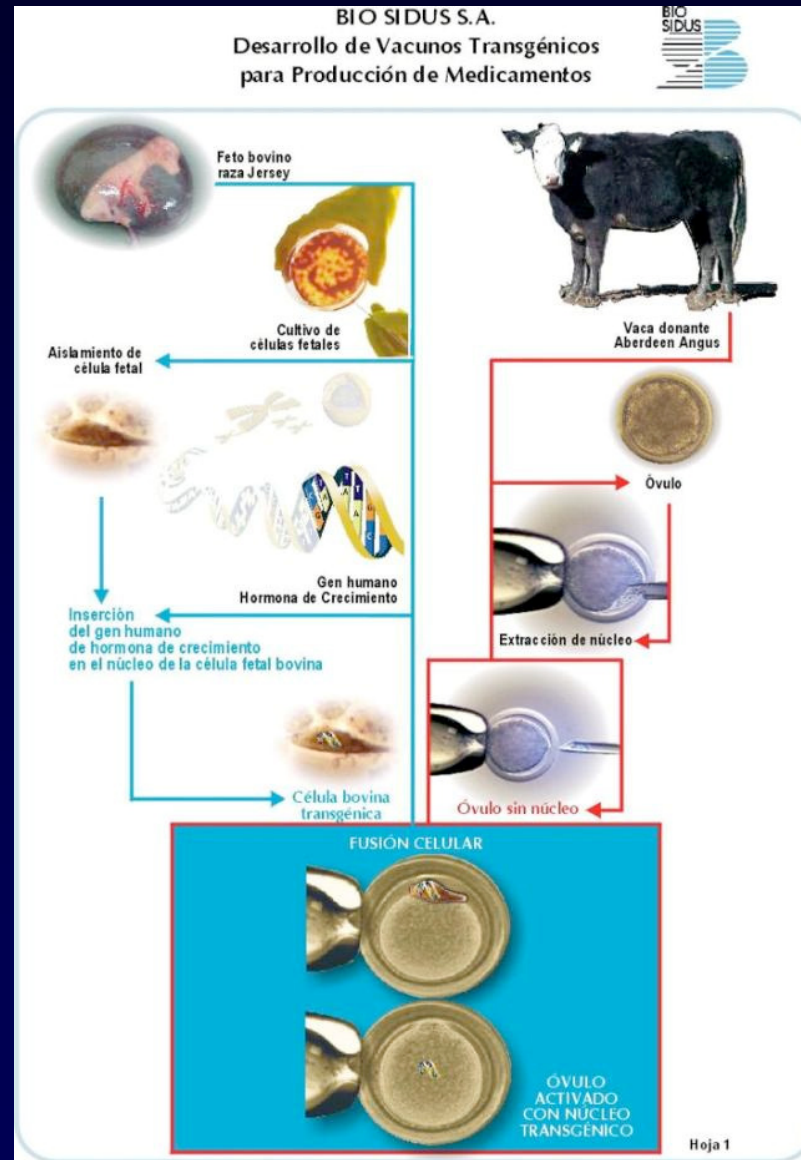 BIO SIDUS S.A.
Desarrollo de Vacunos Transgénicos
para Producción de Medicamentos
BIO
SIDUS
Feto bovino
raza Jersey
Cultivo de
células fetales
Aislamiento de
célula fetal
Vaca donante
Aberdeen Angus
Óvulo
T
A
G
C
Gen humano
Hormona de Crecimiento
Extracción de núcleo
Inserción
del gen humano
de hormona de crecimiento
en el núcleo de la célula fetal bovina
Célula bovina
transgénica
Óvulo sin núcleo
FUSIÓN CELULAR
ÓVULO
ACTIVADO
CON NÚCLEO
TRANSGÉNICO
Hoja 1